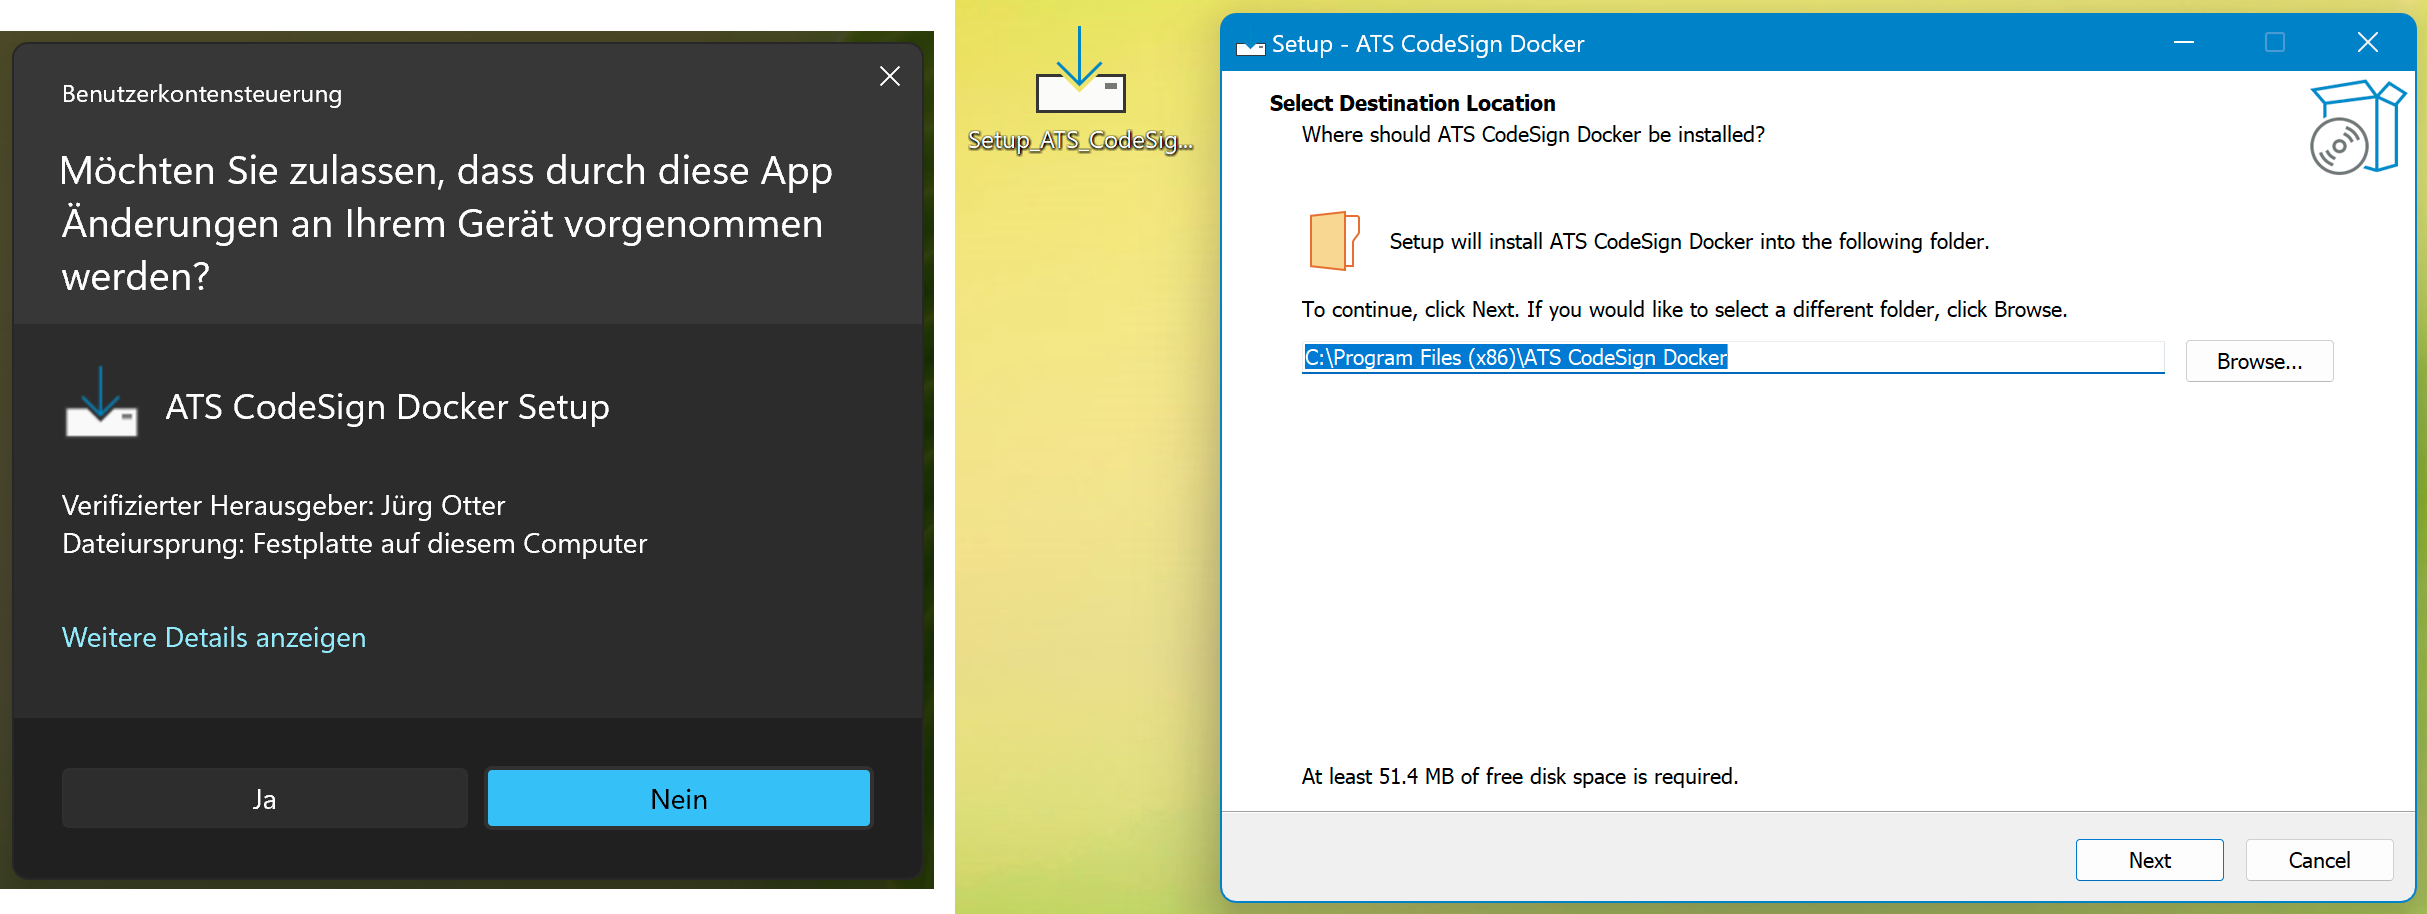 Benutzerkontensteuerung
Möchten Sie zulassen, dass durch diese App
Änderungen an Ihrem Gerät vorgenommen
werden?
ATS CodeSign Docker Setup
Verifizierter Herausgeber: Jürg Otter
Dateiursprung: Festplatte auf diesem Computer
Weitere Details anzeigen
Ja
Nein
Setup_ATS_CodeSig...
Setup - ATS CodeSign Docker
Select Destination Location
Where should ATS CodeSign Docker be installed?
Setup will install ATS CodeSign Docker into the following folder.
To continue, click Next. If you would like to select a different folder, click Browse.
C:\Program Files (x86)\ATS CodeSign Docker
Browse...
At least 51.4 MB of free disk space is required.
Next
Cancel